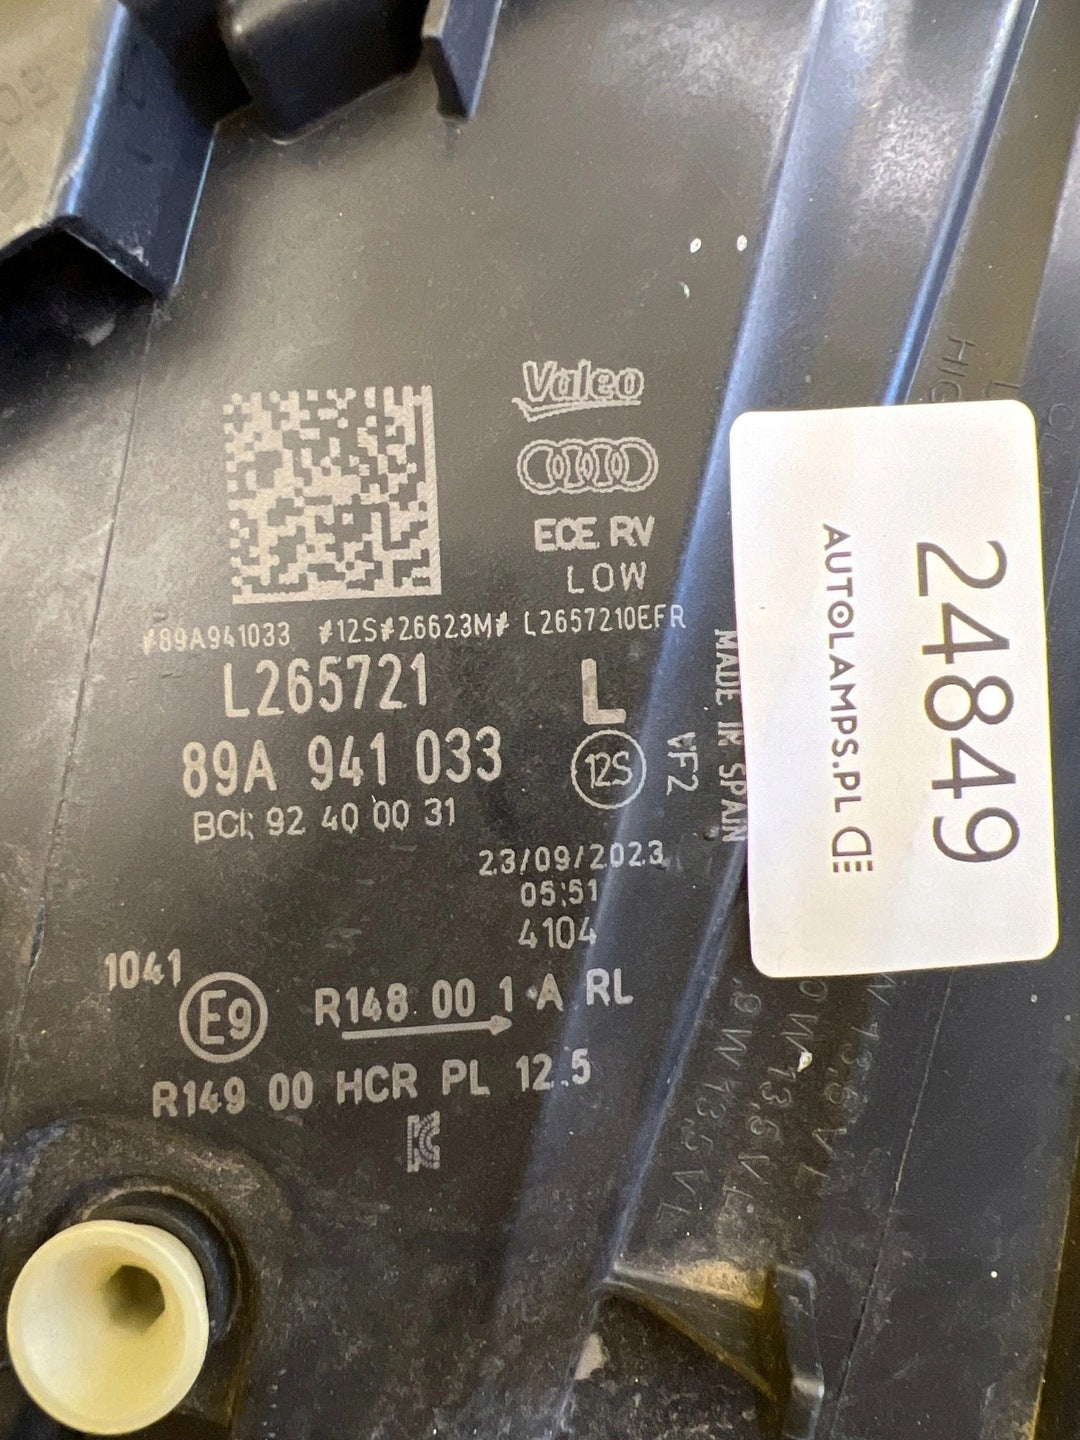 Valeo
ECE RV
LOW
#89A941033 #12S#26623M# L2657210EFR
L265721 L
89A 941 033 12S VF2
BCI: 92 40 00 31
MADE IN SPAIN
23/09/2023
05:51
4104
1041
E9 R148 00 1 A RL
R149 00 HCR PL 12.5
24849
AUTOLAMPS.PL